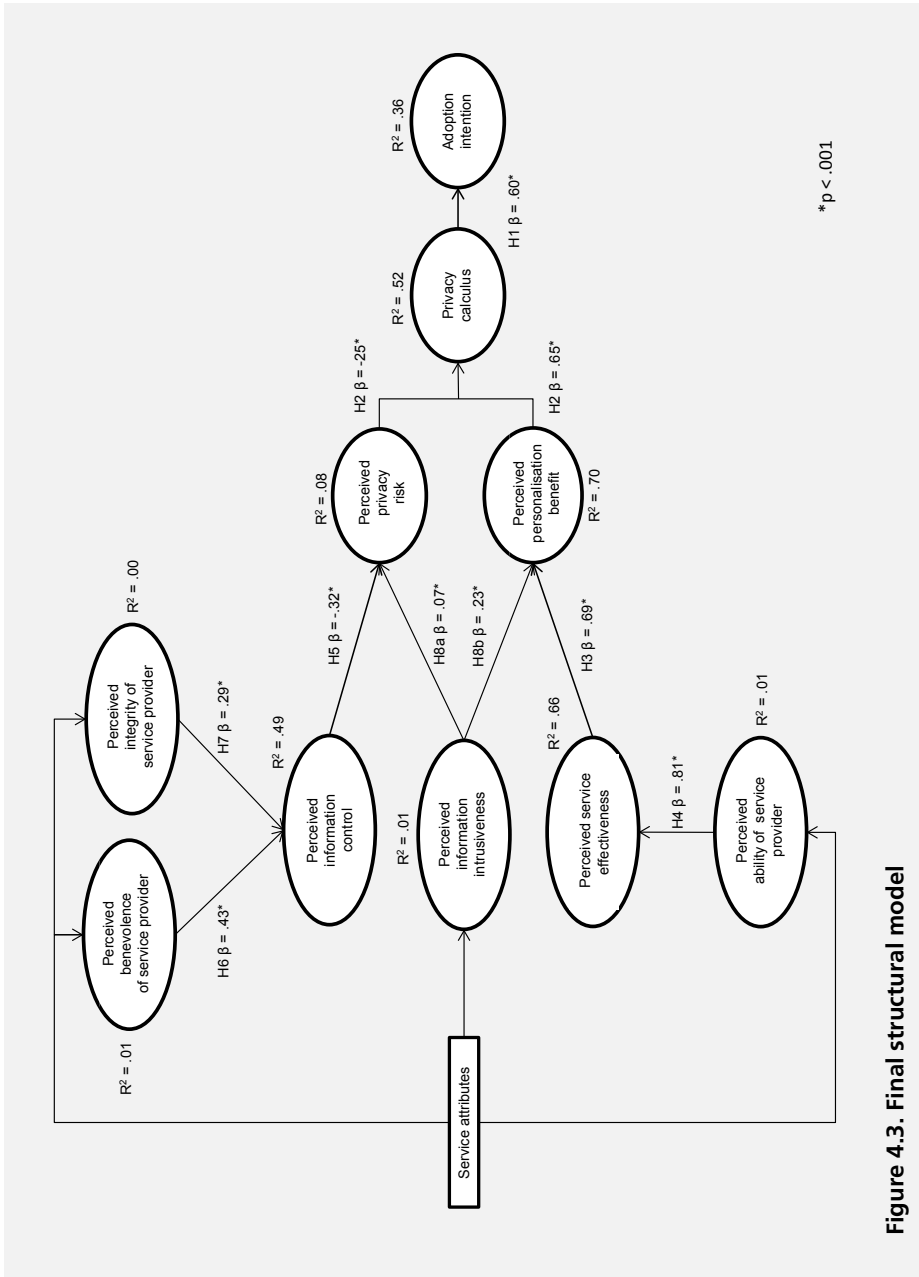 Perceived
benevolence
of service provider
R² = .01
Perceived
integrity of
service provider
R² = .00
H6 β = .43*
H7 β = .29*
Perceived
information
control
R² = .49
H5 β = -.32*
Perceived
privacy
risk
R² = .08
H2 β = -25*
Service attributes
Perceived
information
intrusiveness
R² = .01
H8a β = .07*
H8b β = .23*
Privacy
calculus
R² = .52
H1 β = .60*
Adoption
intention
R² = .36
Perceived service
effectiveness
R² = .66
H3 β = .69*
Perceived
personalisation
benefit
R² = .70
H2 β = .65*
H4 β = .81*
Perceived
ability of service
provider
R² = .01
*p < .001
Figure 4.3. Final structural model